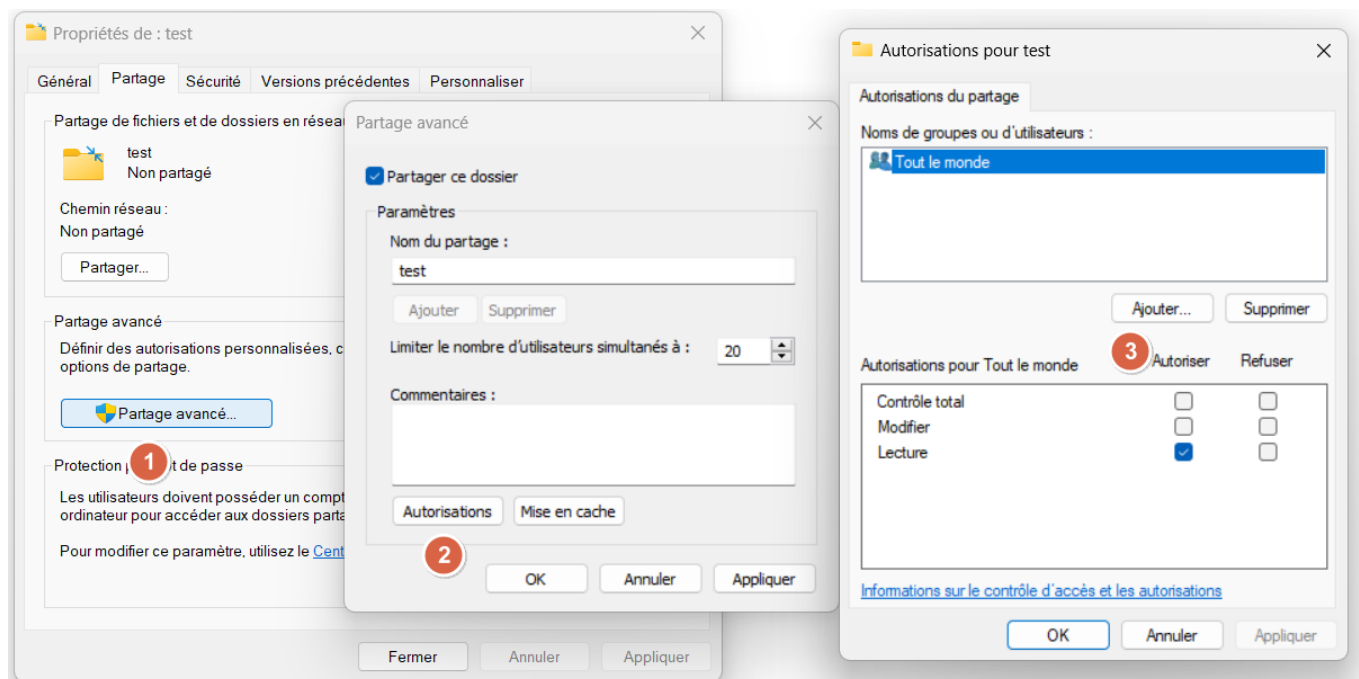 Propriétés de : test
Général Partage Sécurité Versions précédentes Personnaliser
Partage de fichiers et de dossiers en résea
test
Non partagé
Chemin réseau :
Non partagé
Partager...
Partage avancé
Définir des autorisations personnalisées, c
options de partage.
Partage avancé...
1
Protection t de passe
Les utilisateurs doivent posséder un compt
ordinateur pour accéder aux dossiers parta
Pour modifier ce paramètre, utilisez le Cent
Fermer Annuler Appliquer
Partage avancé
Partager ce dossier
Paramètres
Nom du partage :
test
Ajouter Supprimer
Limiter le nombre d'utilisateurs simultanés à : 20
Commentaires :
Autorisations Mise en cache
2
OK Annuler Appliquer
Autorisations pour test
Autorisations du partage
Noms de groupes ou d'utilisateurs :
Tout le monde
Ajouter... Supprimer
3
Autorisations pour Tout le monde Autoriser Refuser
Contrôle total
Modifier
Lecture
Informations sur le contrôle d'accès et les autorisations
OK Annuler Appliquer